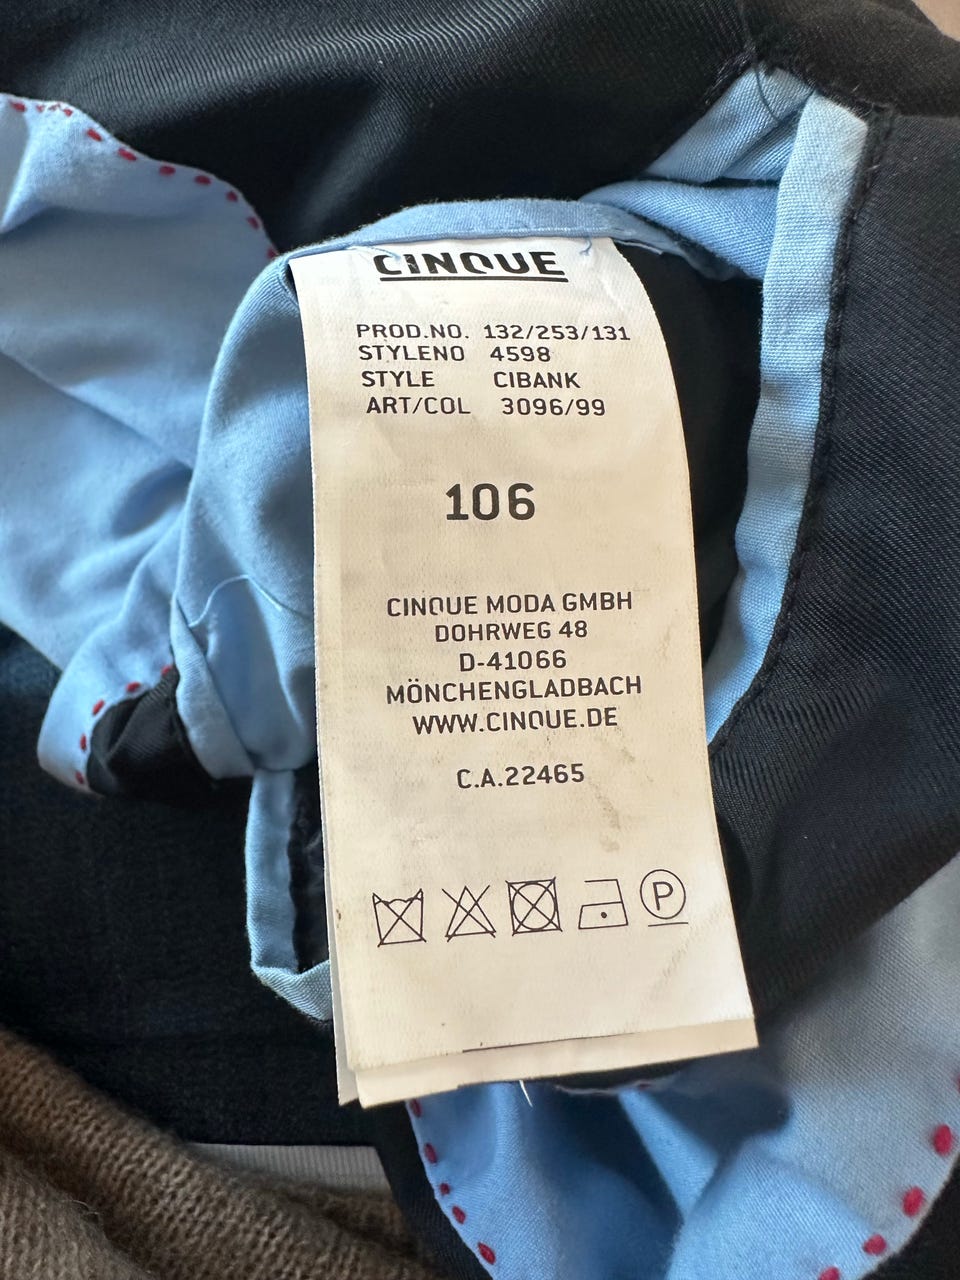 CINQUE
PROD.NO. 132/253/131
STYLENO 4598
STYLE CIBANK
ART/COL 3096/99
106
CINQUE MODA GMBH
DOHRWEG 48
D-41066
MÖNCHENGLADBACH
WWW.CINQUE.DE
C.A.22465
P